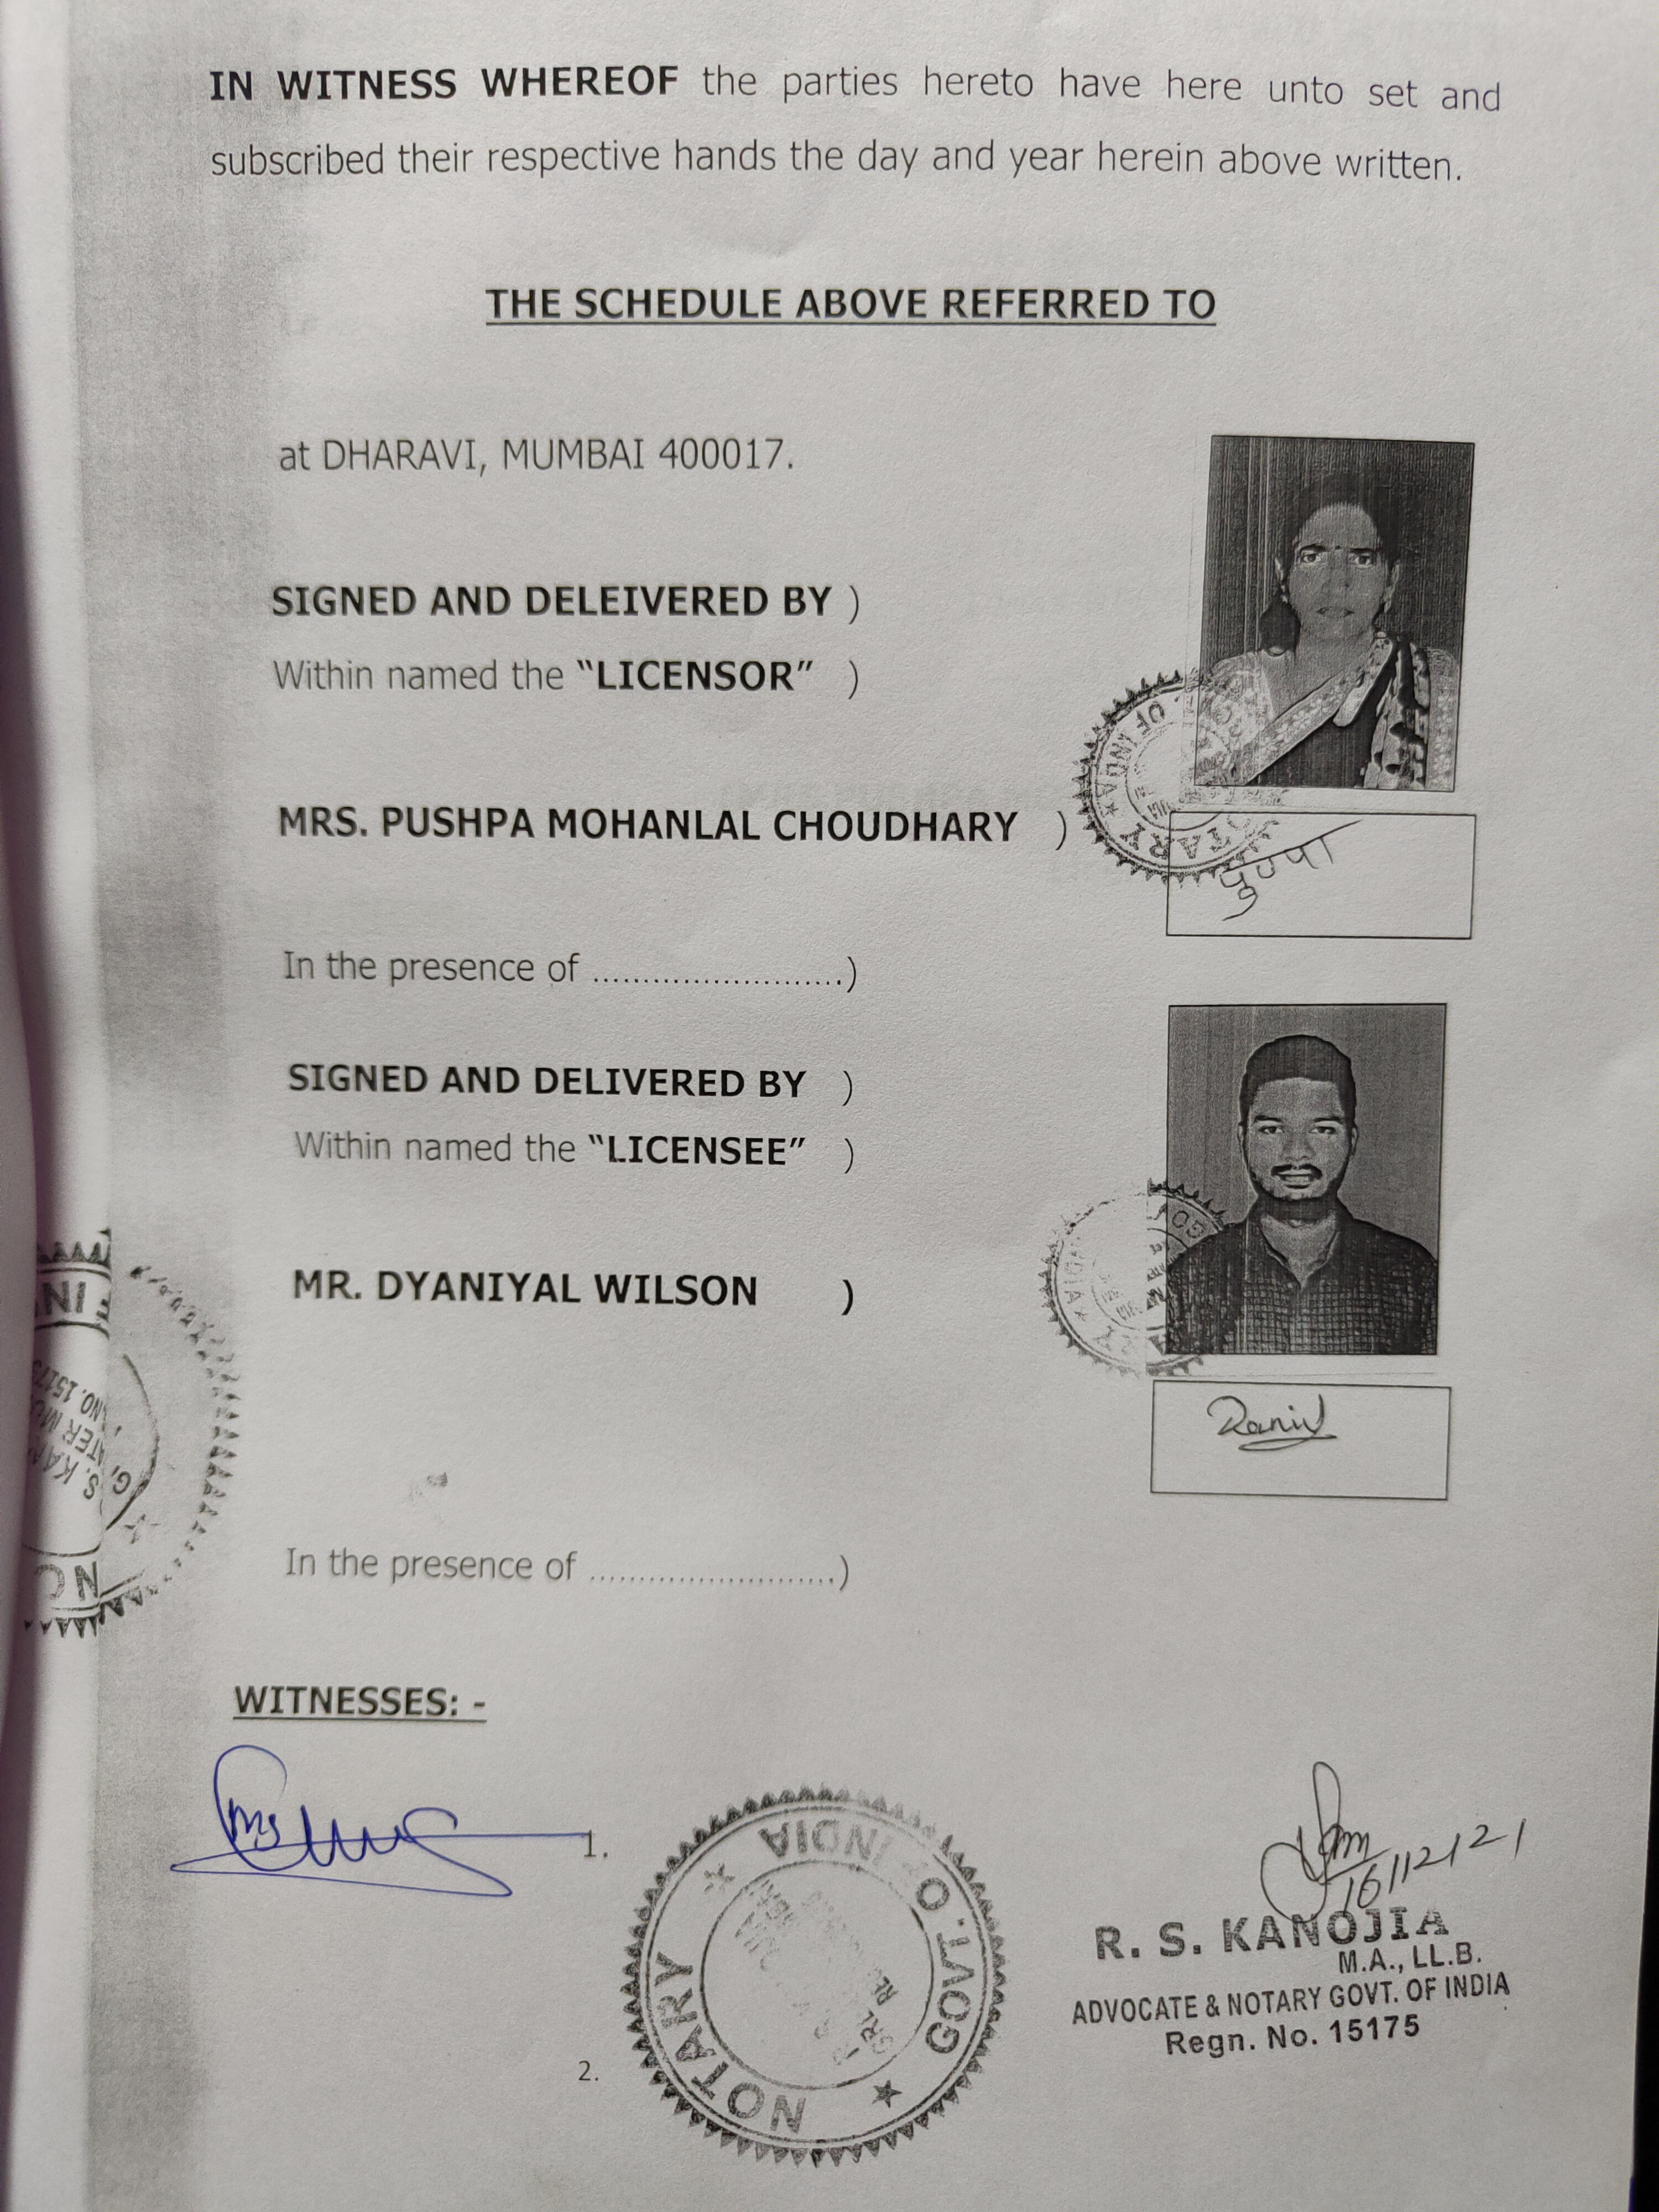 IN WITNESS WHEREOF the parties hereto have here unto set and
subscribed their respective hands the day and year herein above written.
THE SCHEDULE ABOVE REFERRED TO
at DHARAVI, MUMBAI 400017.
SIGNED AND DELEIVERED BY )
Within named the “LICENSOR” )
MRS. PUSHPA MOHANLAL CHOUDHARY )
OF INDIA
NOTARY
पुष्पा
In the presence of .........................)
SIGNED AND DELIVERED BY )
Within named the “LICENSEE” )
MR. DYANIYAL WILSON )
Daniyl
In the presence of .........................)
WITNESSES: -
1.
NOTARY ★ GOVT. OF INDIA ★
16/12/21
R. S. KANOJIA
M.A., LL.B.
ADVOCATE & NOTARY GOVT. OF INDIA
Regn. No. 15175
2.